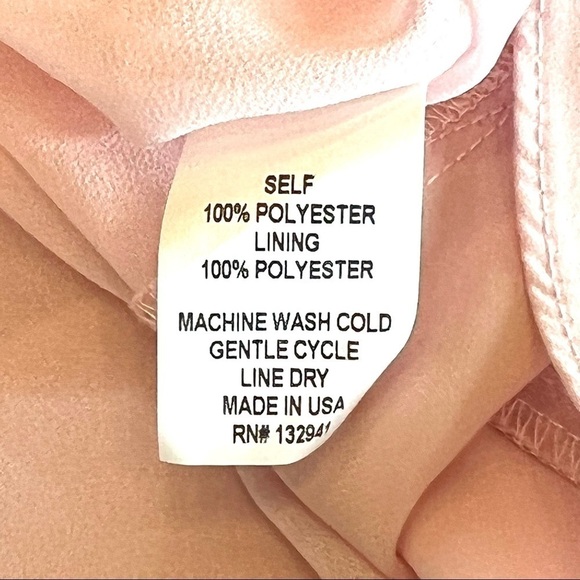 SELF
100% POLYESTER
LINING
100% POLYESTER
MACHINE WASH COLD
GENTLE CYCLE
LINE DRY
MADE IN USA
RN# 132941